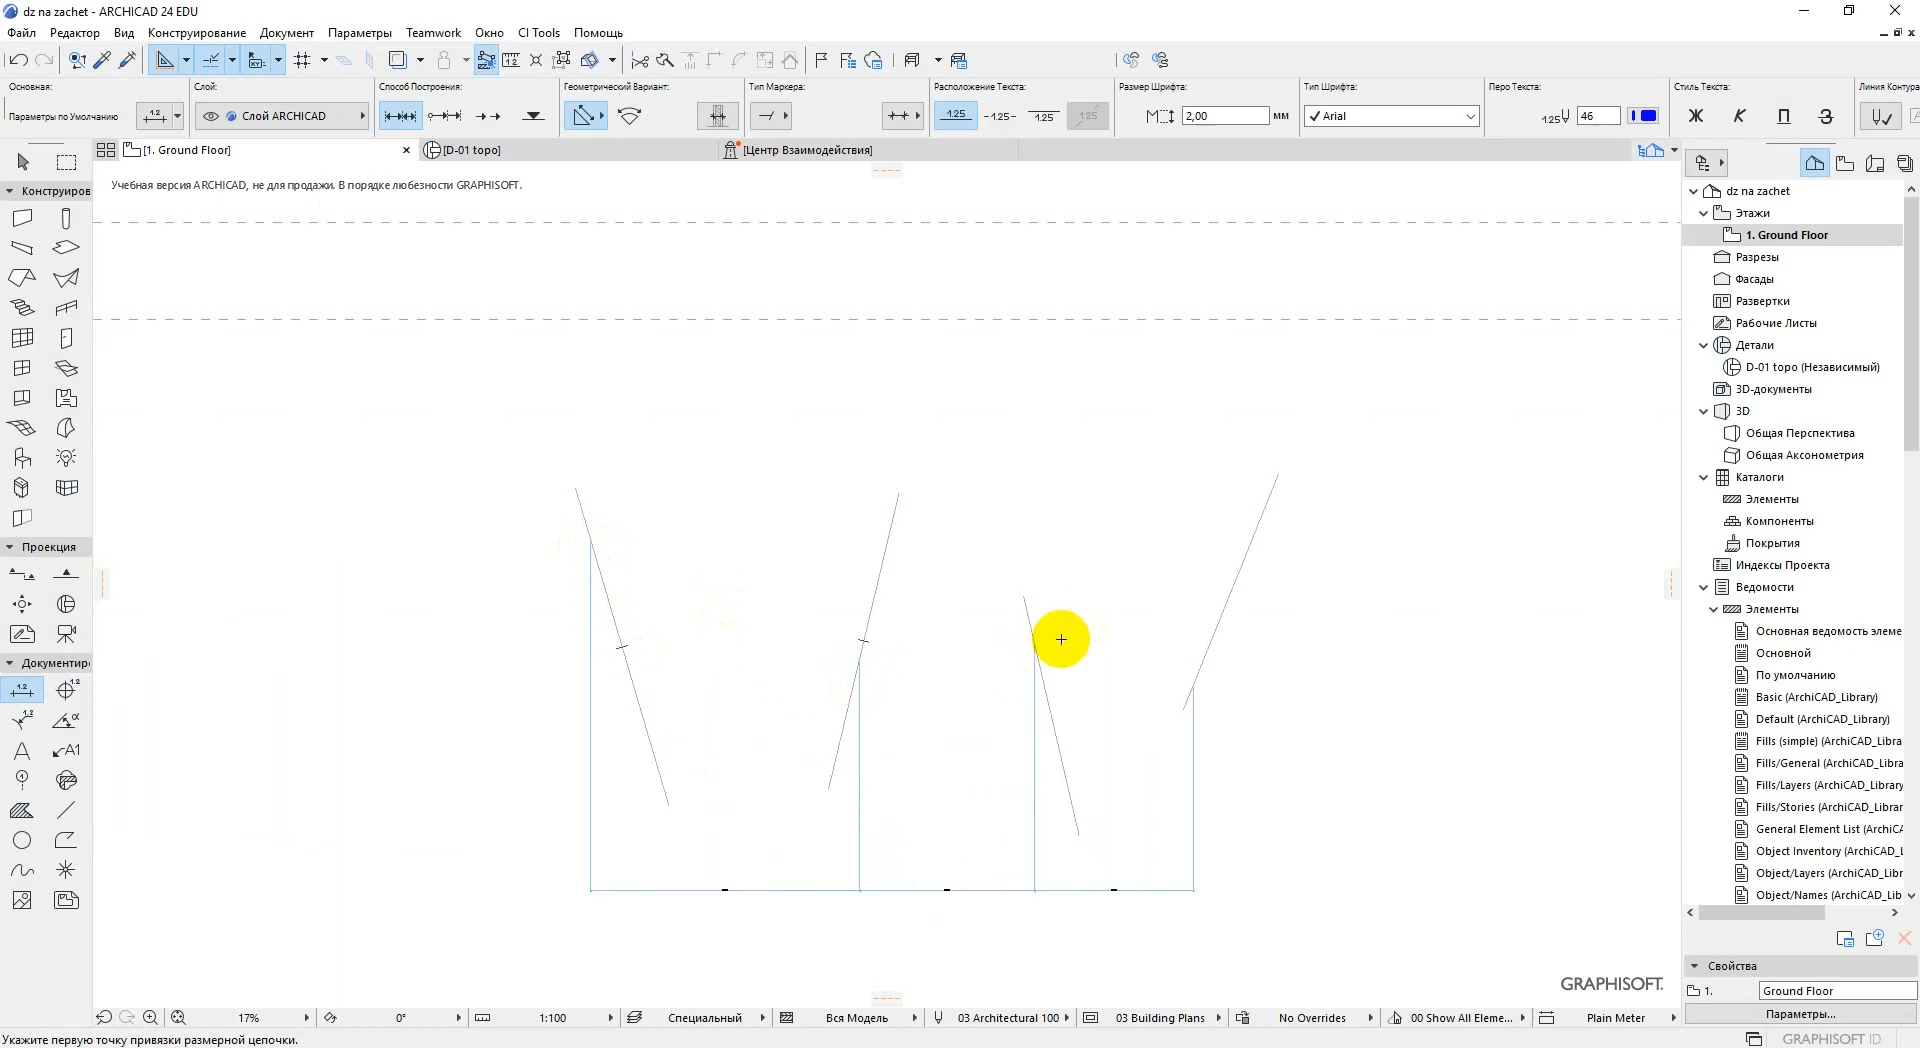 dz na zachet - ARCHICAD 24 EDU
Файл Редактор Вид Конструирование Документ Параметры Teamwork Окно CI Tools Помощь
Основная: Слой: Способ Построения: Геометрический Вариант: Тип Маркера: Расположение Текста: Размер Шрифта: Тип Шрифта: Перо Текста: Стиль Текста: Линия Контура
Параметры по Умолчанию Слой ARCHICAD 2,00 мм Arial 46 Ж К П З
[1. Ground Floor] [D-01 topo] [Центр Взаимодействия]
Учебная версия ARCHICAD, не для продажи. В порядке любезности GRAPHISOFT.
Конструиров
Проекция
Документир
dz na zachet
Этажи
1. Ground Floor
Разрезы
Фасады
Развертки
Рабочие Листы
Детали
D-01 topo (Независимый)
3D-документы
3D
Общая Перспектива
Общая Аксонометрия
Каталоги
Элементы
Компоненты
Покрытия
Индексы Проекта
Ведомости
Элементы
Основная ведомость элеме
Основной
По умолчанию
Basic (ArchiCAD_Library)
Default (ArchiCAD_Library)
Fills (simple) (ArchiCAD_Libra
Fills/General (ArchiCAD_Libra
Fills/Layers (ArchiCAD_Library
Fills/Stories (ArchiCAD_Librar
General Element List (ArchiCA
Object Inventory (ArchiCAD_L
Object/Layers (ArchiCAD_Libr
Object/Names (ArchiCAD_Lib
Свойства
1. Ground Floor
Параметры...
GRAPHISOFT.
17% 0° 1:100 Специальный Вся Модель 03 Architectural 100 03 Building Plans No Overrides 00 Show All Eleme... Plain Meter
Укажите первую точку привязки размерной цепочки.
GRAPHISOFT ID